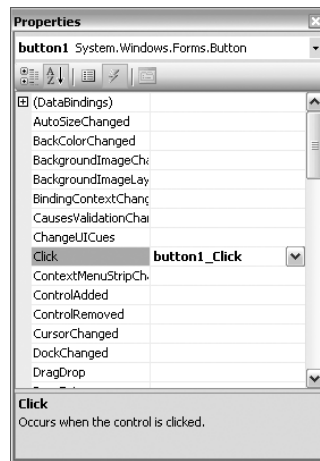 Properties
button1 System.Windows.Forms.Button
(DataBindings)
AutoSizeChanged
BackColorChanged
BackgroundImageCha
BackgroundImageLay
BindingContextChang
CausesValidationChan
ChangeUICues
Click button1_Click
ContextMenuStripCh
ControlAdded
ControlRemoved
CursorChanged
DockChanged
DragDrop
Click
Occurs when the control is clicked.